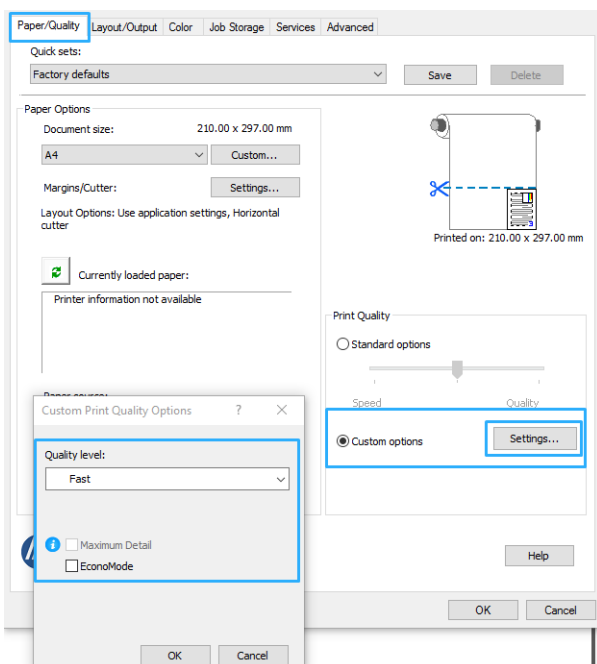 Paper/Quality Layout/Output Color Job Storage Services Advanced
Quick sets:
Factory defaults Save Delete
Paper Options
Document size: 210.00 x 297.00 mm
A4 Custom...
Margins/Cutter: Settings...
Layout Options: Use application settings, Horizontal
cutter
Printed on: 210.00 x 297.00 mm
Currently loaded paper:
Printer information not available
Print Quality
Standard options
Speed Quality
Custom options Settings...
Paper source:
Custom Print Quality Options ?
Quality level:
Fast
Maximum Detail
EconoMode
OK Cancel
Help
OK Cancel